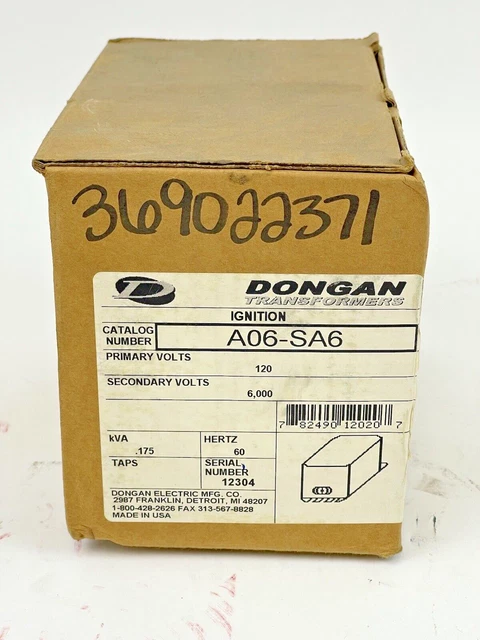 369022371
DONGAN
TRANSFORMERS
IGNITION
CATALOG NUMBER A06-SA6
PRIMARY VOLTS
120
SECONDARY VOLTS
6,000
7 82490 12020 7
kVA HERTZ
.175 60
TAPS SERIAL NUMBER
12304
DONGAN ELECTRIC MFG. CO.
2987 FRANKLIN, DETROIT, MI 48207
1-800-428-2626 FAX 313-567-8828
MADE IN USA